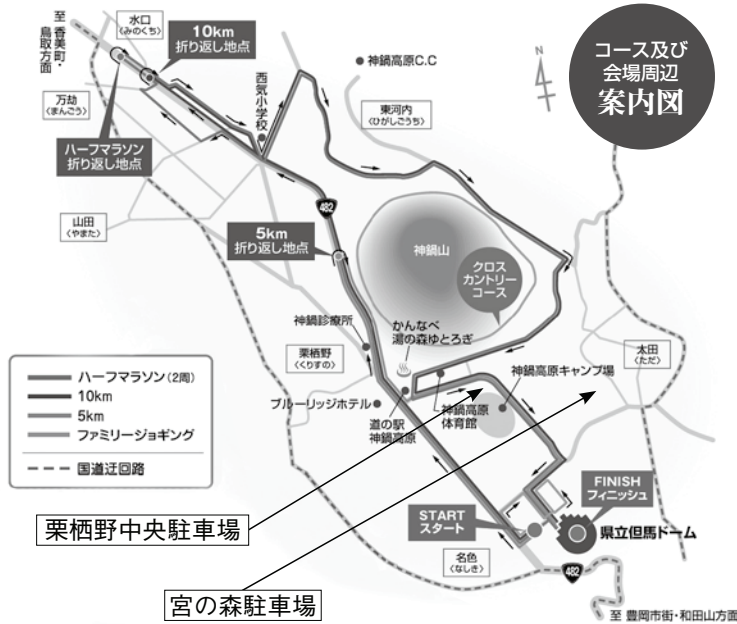 コース及び
会場周辺
案内図
至 香美町・
鳥取方面
水口
〈みのくち〉
10km
折り返し地点
西気小学校
神鍋高原C.C
N
東河内
〈ひがしごうち〉
万劫
〈まんごう〉
ハーフマラソン
折り返し地点
482
山田
〈やまた〉
5km
折り返し地点
神鍋山
クロス
カントリー
コース
神鍋診療所
かんなべ
湯の森ゆとろぎ
栗栖野
〈くりすの〉
太田
〈ただ〉
神鍋高原キャンプ場
ブルーリッジホテル
道の駅
神鍋高原
神鍋高原
体育館
ハーフマラソン(2周)
10km
5km
ファミリージョギング
国道迂回路
FINISH
フィニッシュ
START
スタート
栗栖野中央駐車場
県立但馬ドーム
名色
〈なしき〉
482
宮の森駐車場
至 豊岡市街・和田山方面